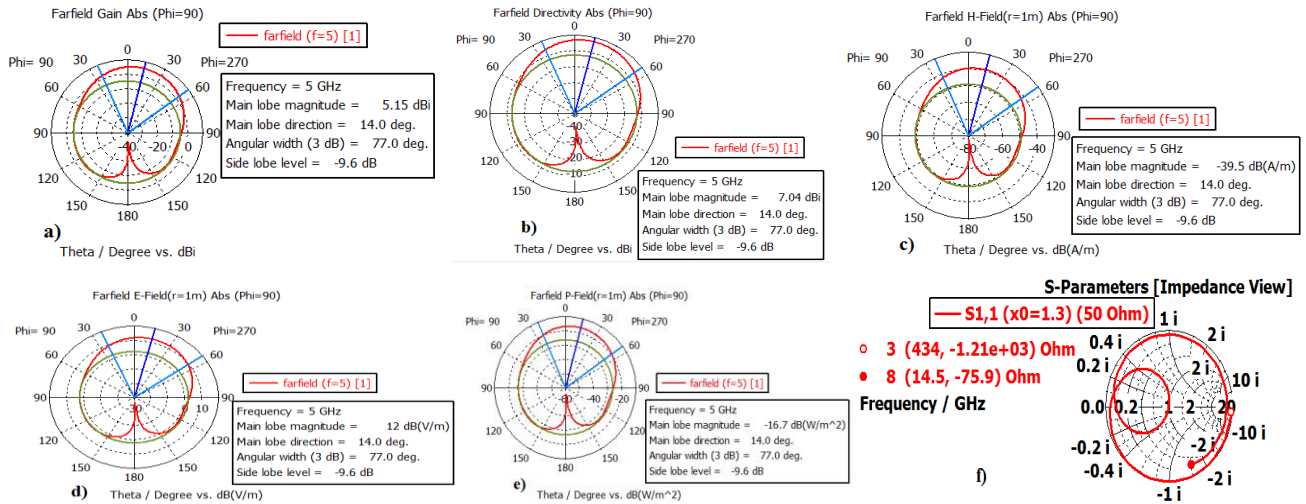 Farfield Gain Abs (Phi=90)
farfield (f=5) [1]
0
30
30
Phi= 90
Phi=270
60
60
90
90
-40
-20
0
120
120
150
150
180
Frequency = 5 GHz
Main lobe magnitude = 5.15 dBi
Main lobe direction = 14.0 deg.
Angular width (3 dB) = 77.0 deg.
Side lobe level = -9.6 dB
a)
Theta / Degree vs. dBi
Farfield Directivity Abs (Phi=90)
0
30
30
Phi= 90
Phi=270
60
60
90
90
120
120
150
150
180
farfield (f=5) [1]
Frequency = 5 GHz
Main lobe magnitude = 7.04 dBi
Main lobe direction = 14.0 deg.
Angular width (3 dB) = 77.0 deg.
Side lobe level = -9.6 dB
b)
Theta / Degree vs. dBi
Farfield H-Field(r=1m) Abs (Phi=90)
0
30
30
Phi= 90
Phi=270
60
60
90
90
-80
-60
-40
120
120
150
150
180
farfield (f=5) [1]
Frequency = 5 GHz
Main lobe magnitude = -39.5 dB(A/m)
Main lobe direction = 14.0 deg.
Angular width (3 dB) = 77.0 deg.
Side lobe level = -9.6 dB
c)
Theta / Degree vs. dB(A/m)
Farfield E-Field(r=1m) Abs (Phi=90)
0
30
30
Phi= 90
Phi=270
60
60
90
90
10
120
120
150
150
180
farfield (f=5) [1]
Frequency = 5 GHz
Main lobe magnitude = 12 dB(V/m)
Main lobe direction = 14.0 deg.
Angular width (3 dB) = 77.0 deg.
Side lobe level = -9.6 dB
d)
Theta / Degree vs. dB(V/m)
Farfield P-Field(r=1m) Abs (Phi=90)
0
30
30
Phi= 90
Phi=270
60
60
90
90
-20
120
120
150
150
180
farfield (f=5) [1]
Frequency = 5 GHz
Main lobe magnitude = -16.7 dB(W/m^2)
Main lobe direction = 14.0 deg.
Angular width (3 dB) = 77.0 deg.
Side lobe level = -9.6 dB
e)
Theta / Degree vs. dB(W/m^2)
S-Parameters [Impedance View]
S1,1 (x0=1.3) (50 Ohm)
3 (434, -1.21e+03) Ohm
8 (14.5, -75.9) Ohm
Frequency / GHz
1 i
2 i
0.4 i
0.2 i
2 i
10 i
0.0
0.2
1
2
20
-0.2 i
-10 i
-2 i
-0.4 i
-2 i
-1 i
f)